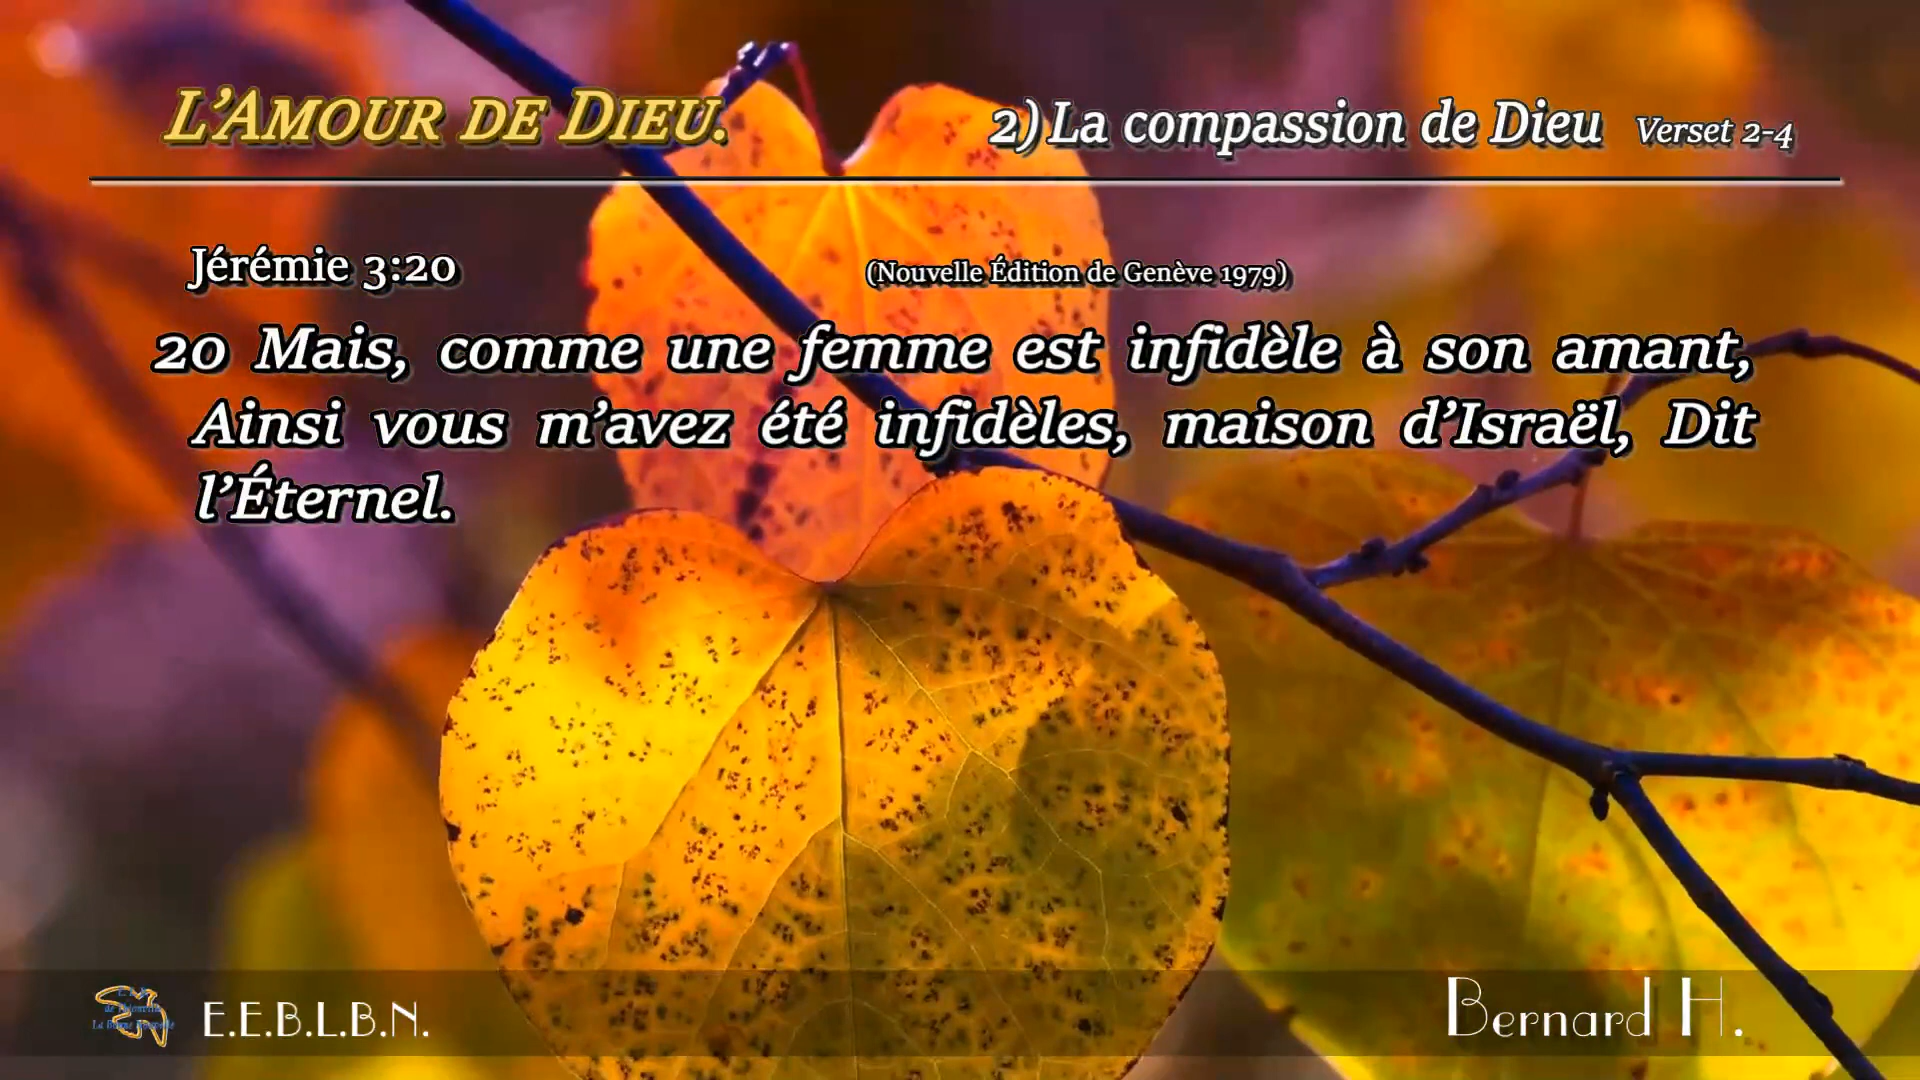 L'Amour de Dieu.
2) La compassion de Dieu Verset 2-4
Jérémie 3:20 (Nouvelle Édition de Genève 1979)
20 Mais, comme une femme est infidèle à son amant,
Ainsi vous m'avez été infidèles, maison d'Israël, Dit
l'Éternel.
E.E.B.L.B.N.
Bernard H.